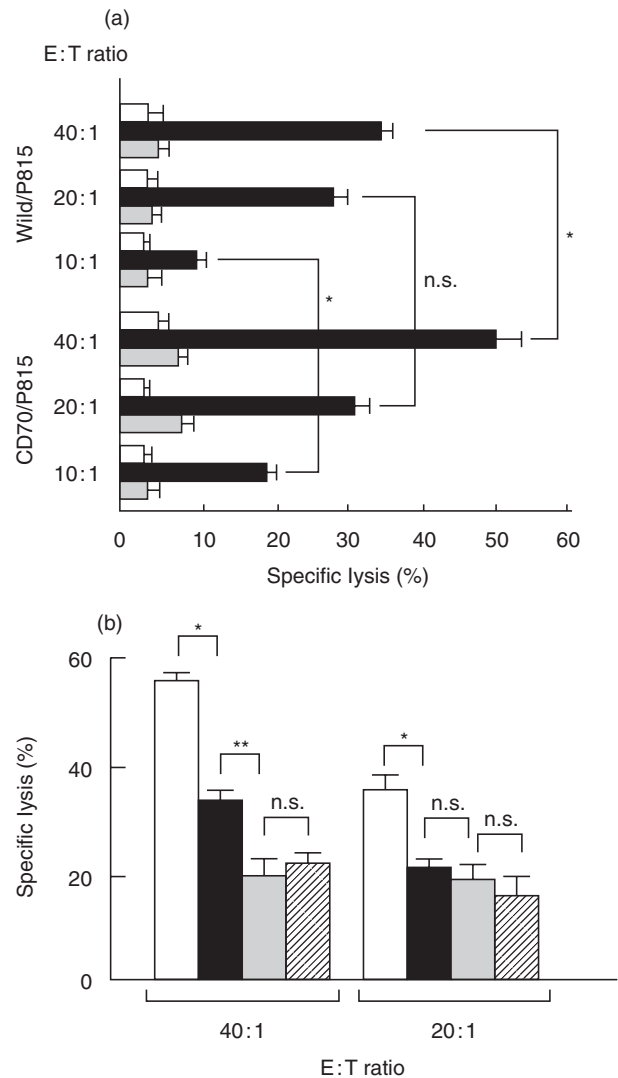 (a)
E:T ratio
Wild/P815
40:1
*
20:1
n.s.
10:1
*
CD70/P815
40:1
20:1
10:1
0 10 20 30 40 50 60
Specific lysis (%)
(b)
Specific lysis (%)
60
40
20
0
*
**
n.s.
*
n.s.
n.s.
40:1 20:1
E:T ratio